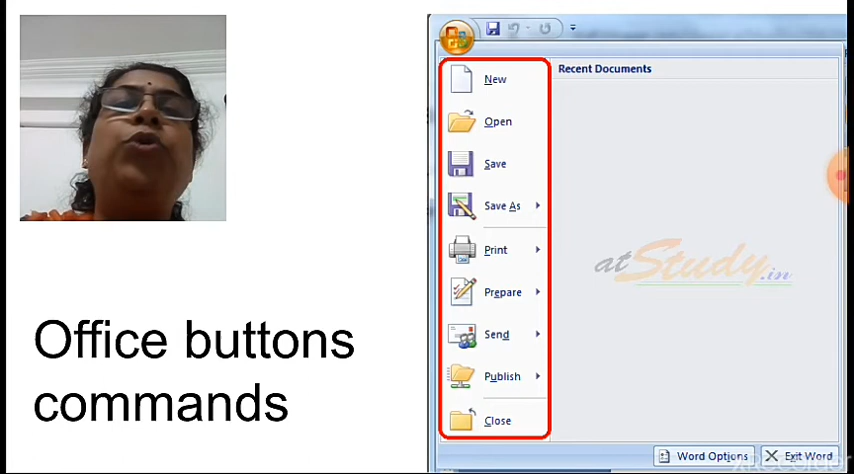 Recent Documents
New
Open
Save
Save As
Print
Prepare
Send
Publish
Close
atStudy.in
Office buttons
commands
Word Options
Exit Word